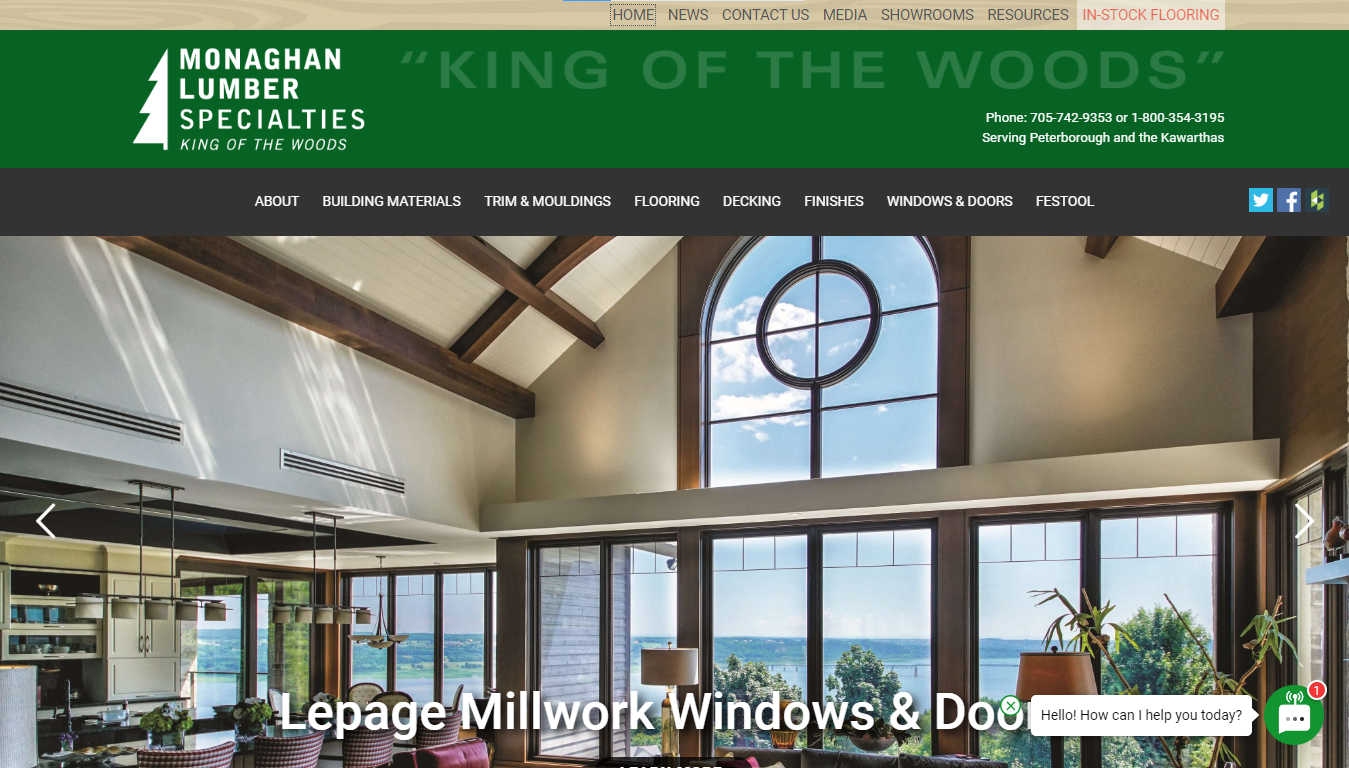 HOME NEWS CONTACT US MEDIA SHOWROOMS RESOURCES IN-STOCK FLOORING
MONAGHAN
LUMBER
SPECIALTIES
KING OF THE WOODS
“KING OF THE WOODS”
Phone: 705-742-9353 or 1-800-354-3195
Serving Peterborough and the Kawarthas
ABOUT BUILDING MATERIALS TRIM & MOULDINGS FLOORING DECKING FINISHES WINDOWS & DOORS FESTOOL
Lepage Millwork Windows & Doo
Hello! How can I help you today?
1
LEARN MORE